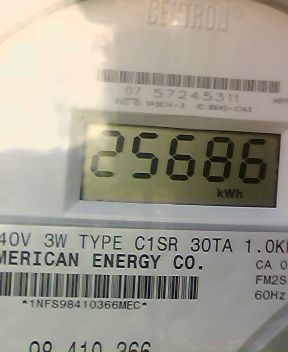 CENTRON®
07 57245311
25686
kWh
40V 3W TYPE C1SR 30TA 1.0K
MERICAN ENERGY CO.
CA 0
FM2S
*1NFS98410366MEC*
60Hz
98 410 366